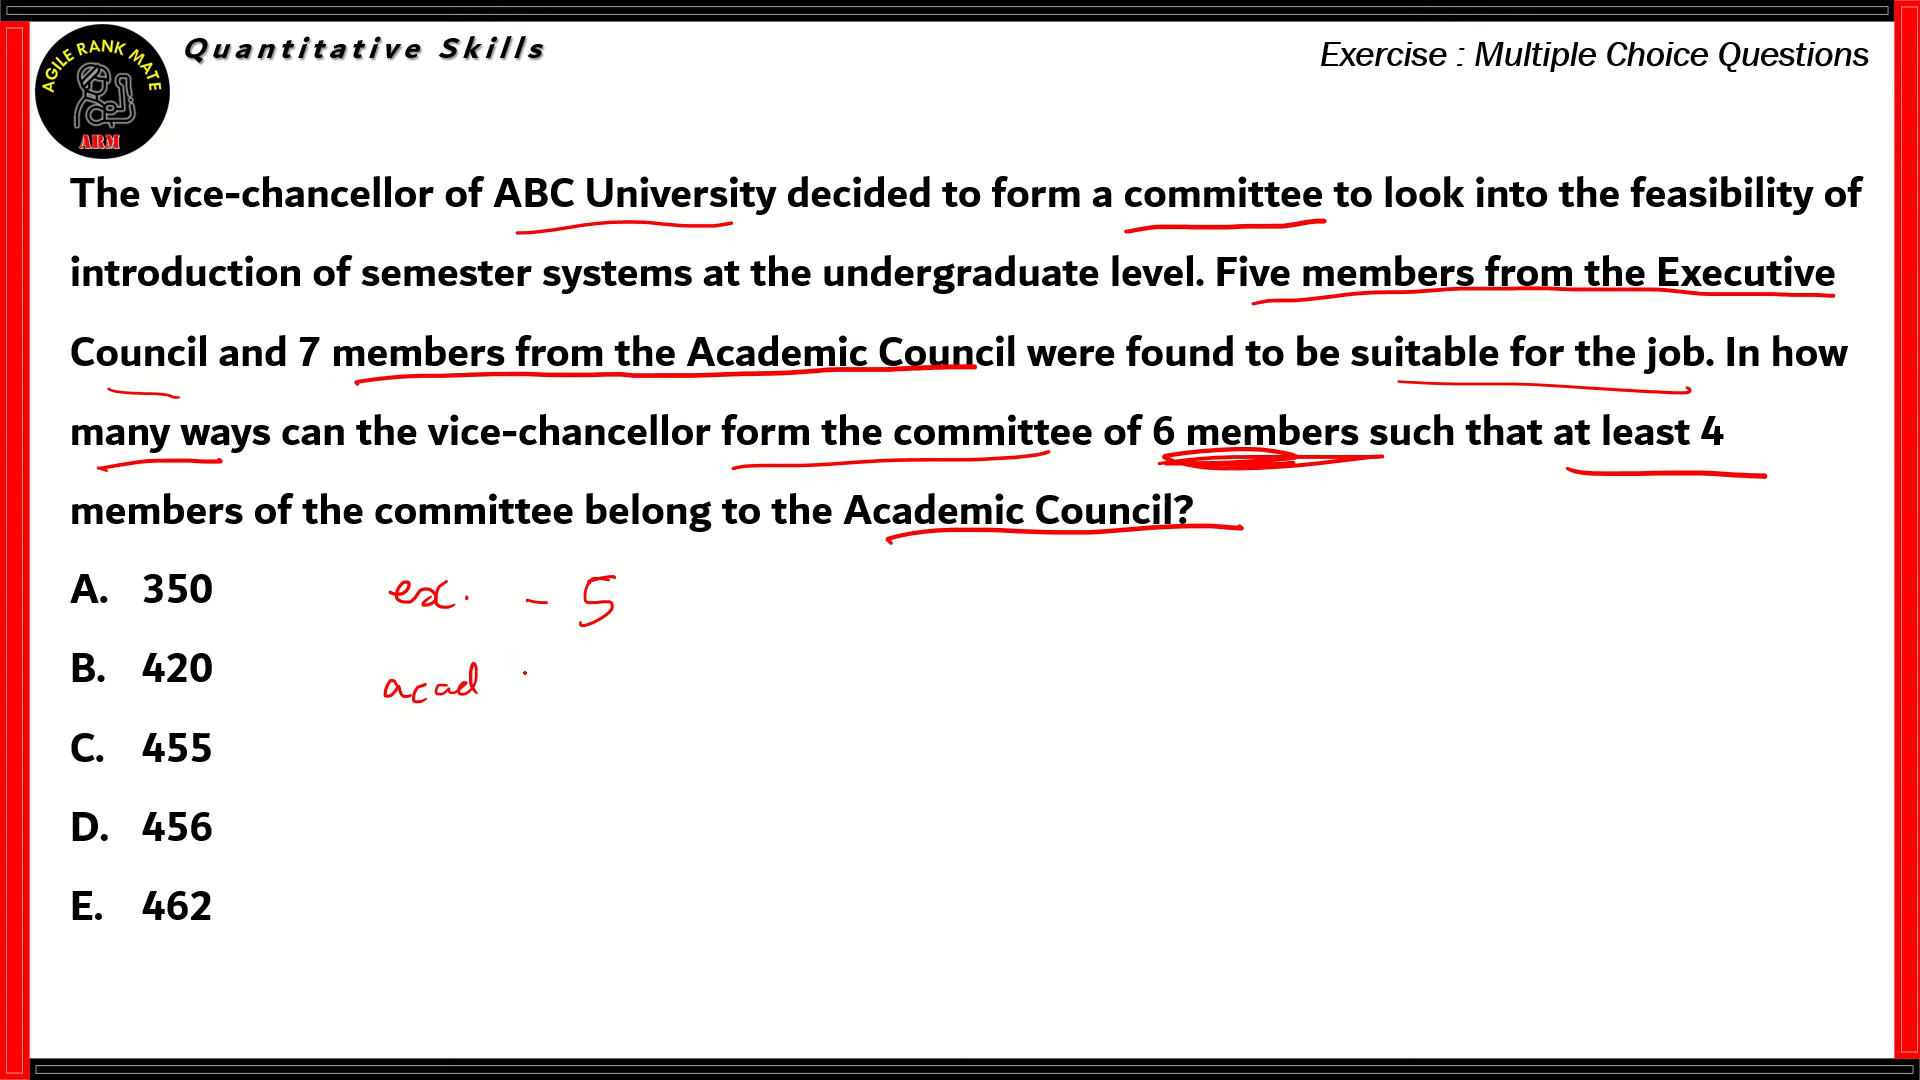 AGILE RANK MATE
ARM
Quantitative Skills
Exercise : Multiple Choice Questions
The vice-chancellor of ABC University decided to form a committee to look into the feasibility of
introduction of semester systems at the undergraduate level. Five members from the Executive
Council and 7 members from the Academic Council were found to be suitable for the job. In how
many ways can the vice-chancellor form the committee of 6 members such that at least 4
members of the committee belong to the Academic Council?
A. 350
ex. - 5
B. 420
acad
C. 455
D. 456
E. 462